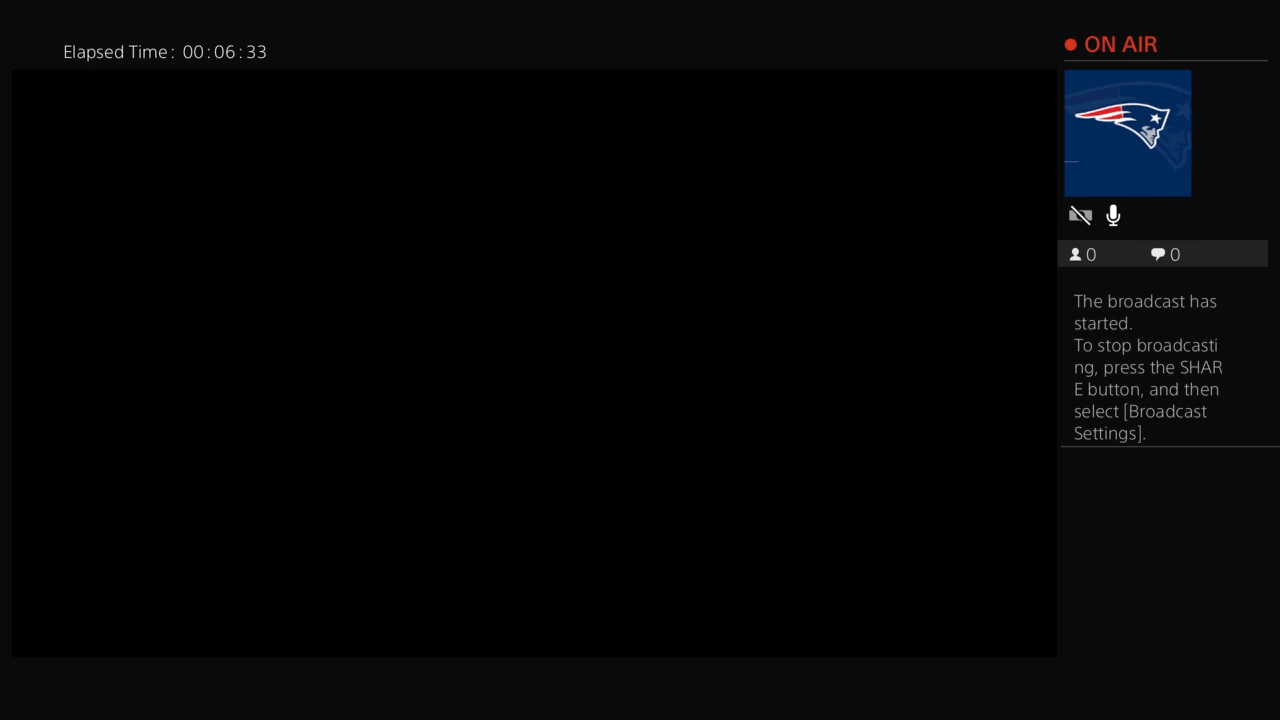 Elapsed Time: 00:06:33
ON AIR
0 0
The broadcast has
started.
To stop broadcasti
ng, press the SHAR
E button, and then
select [Broadcast
Settings].